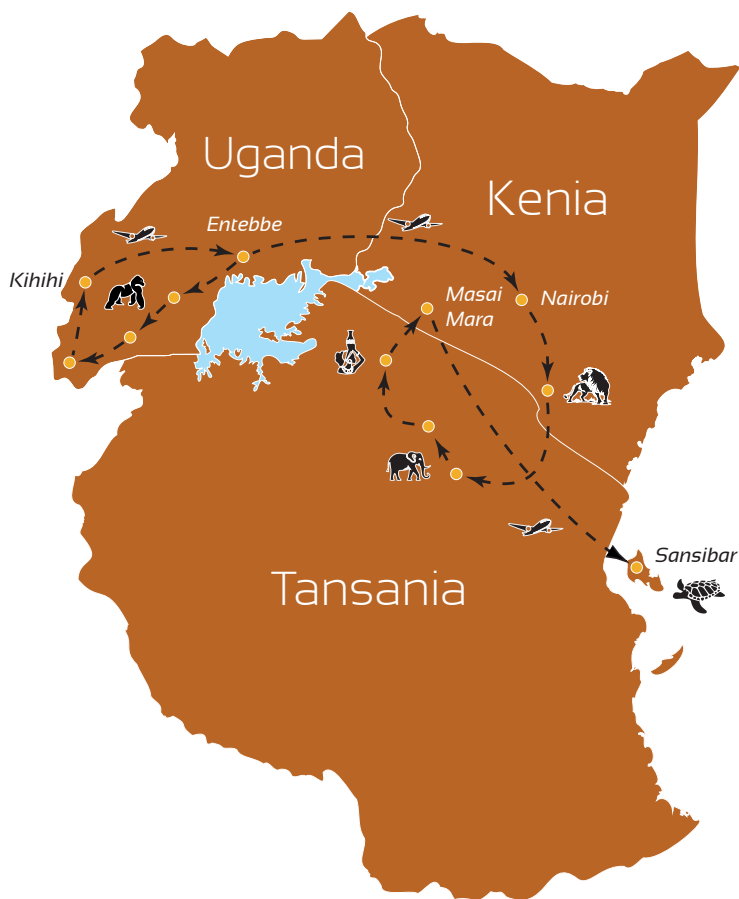 Uganda
Kenia
Entebbe
Kihihi
Masai
Mara
Nairobi
Sansibar
Tansania